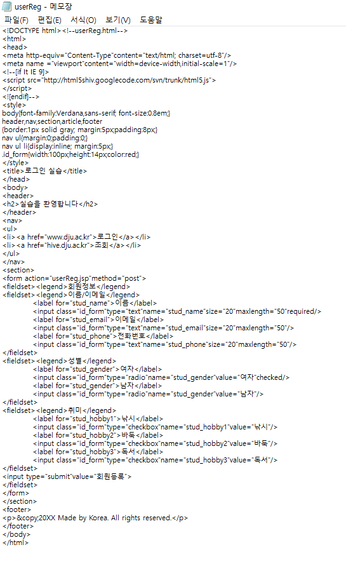 userReg - 메모장
파일(F) 편집(E) 서식(O) 보기(V) 도움말
<!DOCTYPE html><!--userReg.html-->
<html>
<head>
<meta http-equiv="Content-Type"content="text/html; charset=utf-8"/>
<meta name ="viewport"content="width=device-width,initial-scale=1"/>
<!--[if lt IE 9]>
<script src="http://html5shiv.googlecode.com/svn/trunk/html5.js">
</script>
<![endif]-->
<style>
body{font-family:Verdana,sans-serif; font-size:0.8em;}
header,nav,section,article,footer
{border:1px solid gray; margin:5px;padding:8px;}
nav ul{margin:0;padding:0;}
nav ul li{display:inline; margin:5px;}
.id_form{width:100px;height:14px;color:red;}
</style>
<title>로그인 실습</title>
</head>
<body>
<header>
<h2>실습을 환영합니다</h2>
</header>
<nav>
<ul>
<li><a href="www.dju.ac.kr">로그인</a></li>
<li><a href="hive.dju.ac.kr">조회</a></li>
</ul>
</nav>
<section>
<form action="userReg.jsp"method="post">
<fieldset><legend>회원정보</legend>
<fieldset><legend>이름/이메일</legend>
<label for="stud_name">이름</label>
<input class="id_form"type="text"name="stud_name"size="20"maxlength="50"required/>
<label for="stud_email">이메일</label>
<input class="id_form"type="text"name="stud_email"size="20"maxlength="50"/>
<label for="stud_phone">전화번호</label>
<input class="id_form"type="text"name="stud_phone"size="20"maxlength="50"/>
</fieldset>
<fieldset><legend>성별</legend>
<label for="stud_gender">여자</label>
<input class="id_form"type="radio"name="stud_gender"value="여자"checked/>
<label for="stud_gender">남자</label>
<input class="id_form"type="radio"name="stud_gender"value="남자"/>
</fieldset>
<fieldset><legend>취미</legend>
<label for="stud_hobby1">낚시</label>
<input class="id_form"type="checkbox"name="stud_hobby1"value="낚시"/>
<label for="stud_hobby2">바둑</label>
<input class="id_form"type="checkbox"name="stud_hobby2"value="바둑"/>
<label for="stud_hobby3">독서</label>
<input class="id_form"type="checkbox"name="stud_hobby3"value="독서"/>
</fieldset>
<input type="submit"value="회원등록">
</fieldset>
</form>
</section>
<footer>
<p>&copy;20XX Made by Korea. All rights reserved.</p>
</footer>
</body>
</html>